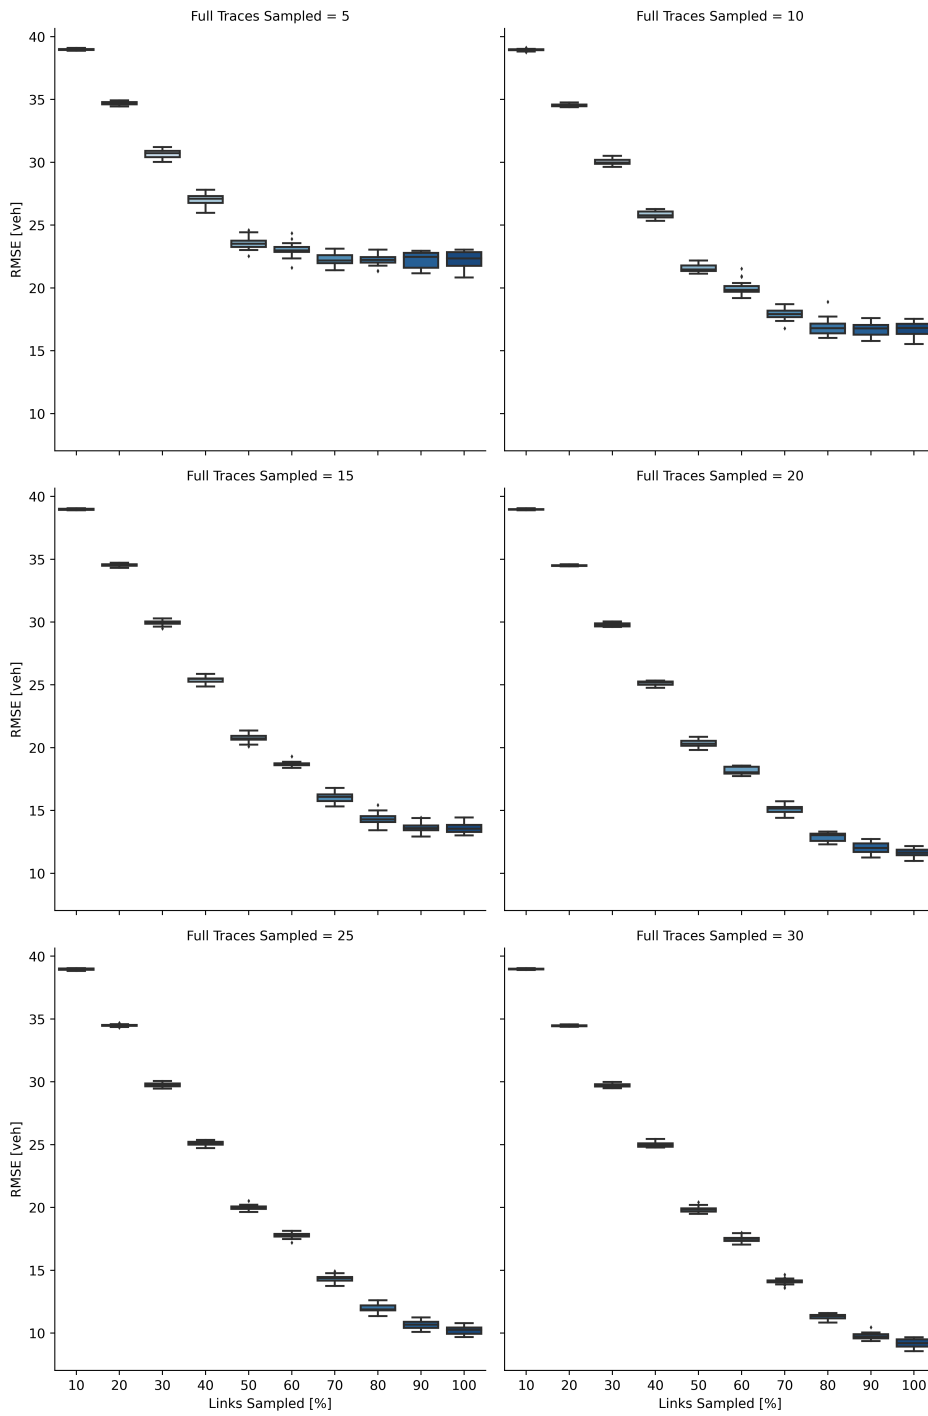 Full Traces Sampled = 5
Full Traces Sampled = 10
40
35
30
25
20
15
10
RMSE [veh]
Full Traces Sampled = 15
Full Traces Sampled = 20
40
35
30
25
20
15
10
RMSE [veh]
Full Traces Sampled = 25
Full Traces Sampled = 30
40
35
30
25
20
15
10
RMSE [veh]
10 20 30 40 50 60 70 80 90 100
10 20 30 40 50 60 70 80 90 100
Links Sampled [%]
Links Sampled [%]